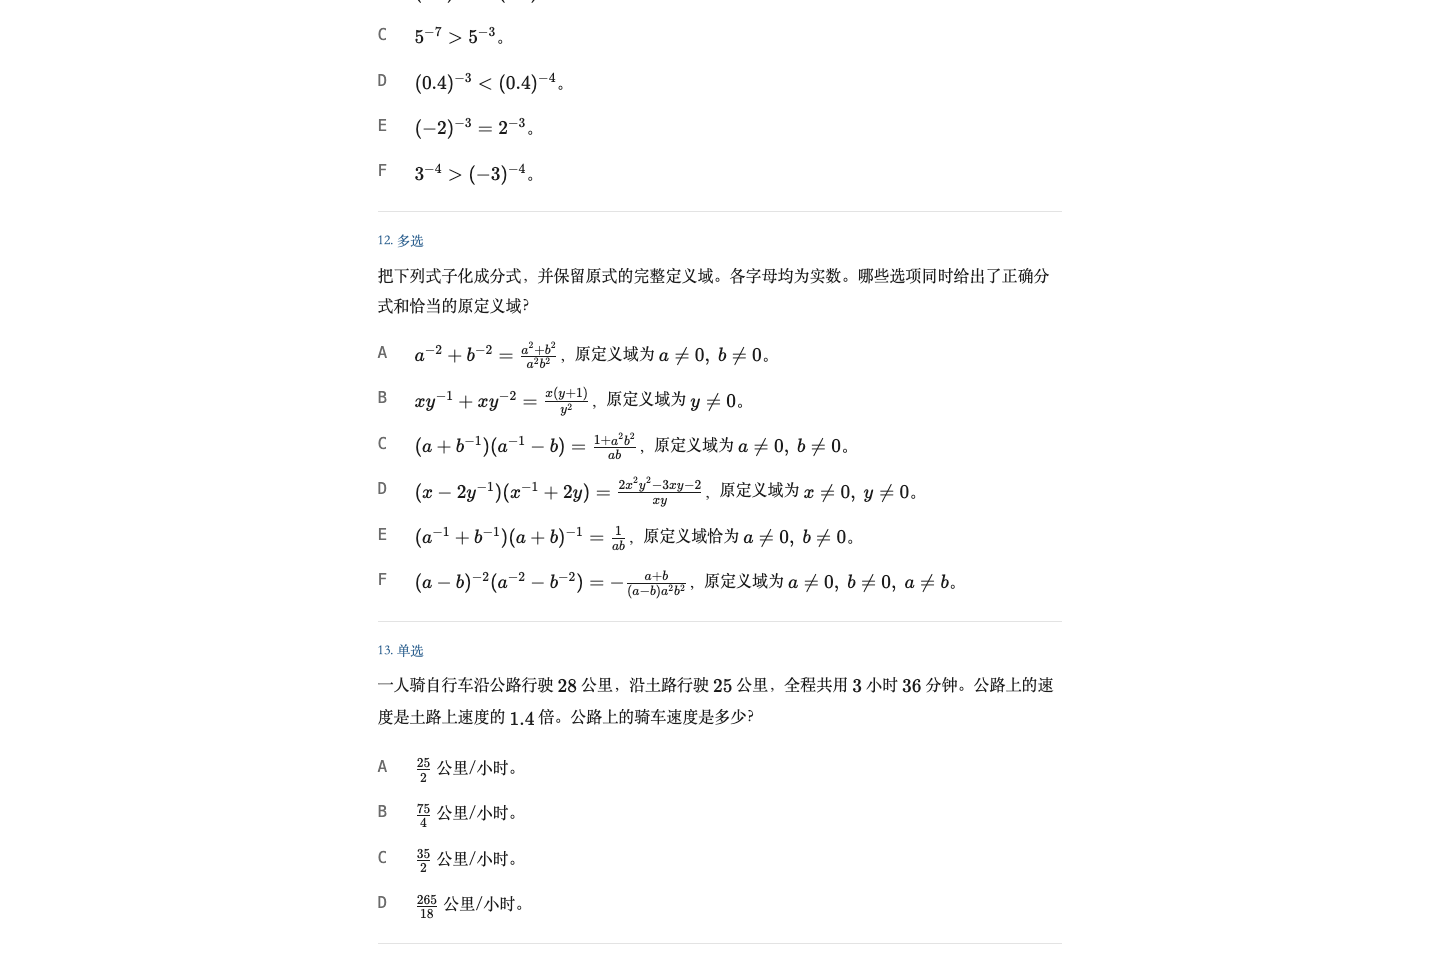 C $5^{-7} > 5^{-3}$。
D $(0.4)^{-3} < (0.4)^{-4}$。
E $(-2)^{-3} = 2^{-3}$。
F $3^{-4} > (-3)^{-4}$。
12. 多选
把下列式子化成分式，并保留原式的完整定义域。各字母均为实数。哪些选项同时给出了正确分
式和恰当的原定义域?
A $a^{-2} + b^{-2} = \frac{a^2+b^2}{a^2b^2}$，原定义域为 $a \neq 0,\ b \neq 0$。
B $xy^{-1} + xy^{-2} = \frac{x(y+1)}{y^2}$，原定义域为 $y \neq 0$。
C $(a + b^{-1})(a^{-1} - b) = \frac{1+a^2b^2}{ab}$，原定义域为 $a \neq 0,\ b \neq 0$。
D $(x - 2y^{-1})(x^{-1} + 2y) = \frac{2x^2y^2-3xy-2}{xy}$，原定义域为 $x \neq 0,\ y \neq 0$。
E $(a^{-1} + b^{-1})(a + b)^{-1} = \frac{1}{ab}$，原定义域恰为 $a \neq 0,\ b \neq 0$。
F $(a - b)^{-2}(a^{-2} - b^{-2}) = -\frac{a+b}{(a-b)a^2b^2}$，原定义域为 $a \neq 0,\ b \neq 0,\ a \neq b$。
13. 单选
一人骑自行车沿公路行驶 28 公里，沿土路行驶 25 公里，全程共用 3 小时 36 分钟。公路上的速
度是土路上速度的 1.4 倍。公路上的骑车速度是多少?
A $\frac{25}{2}$ 公里/小时。
B $\frac{75}{4}$ 公里/小时。
C $\frac{35}{2}$ 公里/小时。
D $\frac{265}{18}$ 公里/小时。